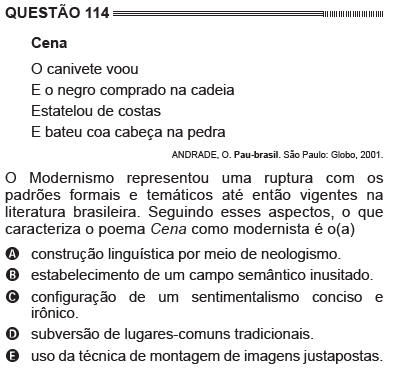 QUESTÃO 114
Cena
O canivete voou
E o negro comprado na cadeia
Estatelou de costas
E bateu coa cabeça na pedra
ANDRADE, O. Pau-brasil. São Paulo: Globo, 2001.
O Modernismo representou uma ruptura com os
padrões formais e temáticos até então vigentes na
literatura brasileira. Seguindo esses aspectos, o que
caracteriza o poema Cena como modernista é o(a)
A construção linguística por meio de neologismo.
B estabelecimento de um campo semântico inusitado.
C configuração de um sentimentalismo conciso e
irônico.
D subversão de lugares-comuns tradicionais.
E uso da técnica de montagem de imagens justapostas.